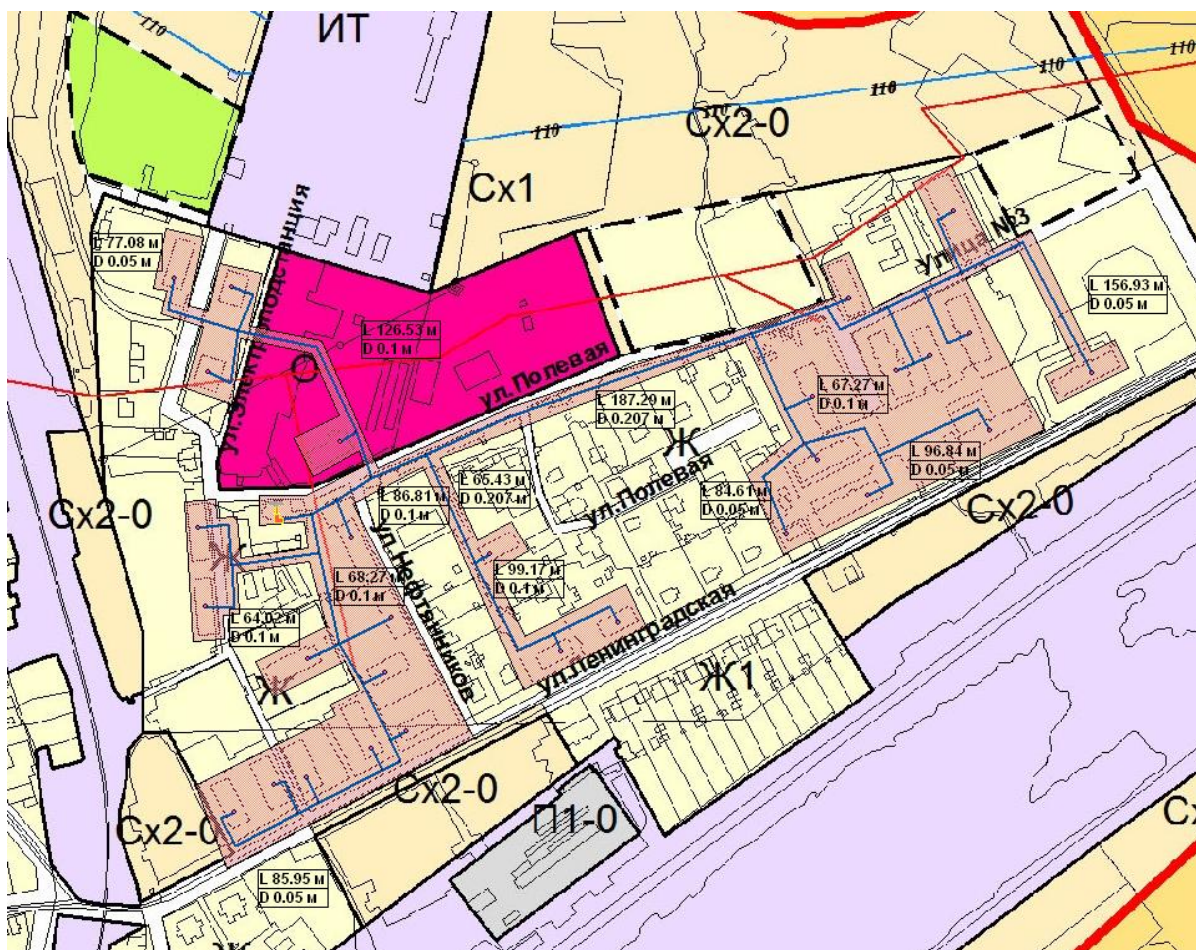 ИТ
110
110
110
110
110
110
Сх2-0
Сх1
L 77.08 м
D 0.05 м
ул.Электроподстанция
Улица №3
L 156.93 м
D 0.05 м
L 126.53 м
D 0.1 м
О
ул.Полевая
L 187.29 м
D 0.207 м
L 67.27 м
D 0.1 м
Ж
L 96.84 м
D 0.05 м
L 65.43 м
D 0.207 м
L 86.81 м
D 0.1 м
ул.Полевая
L 84.61 м
D 0.05 м
Сх2-0
Сх2-0
Ж
ул.Нефтяников
L 68.27 м
D 0.1 м
L 99.17 м
D 0.1 м
L 64.02 м
D 0.1 м
ул.Ленинградская
Ж
Ж1
Сх2-0
Сх2-0
П1-0
L 85.95 м
D 0.05 м